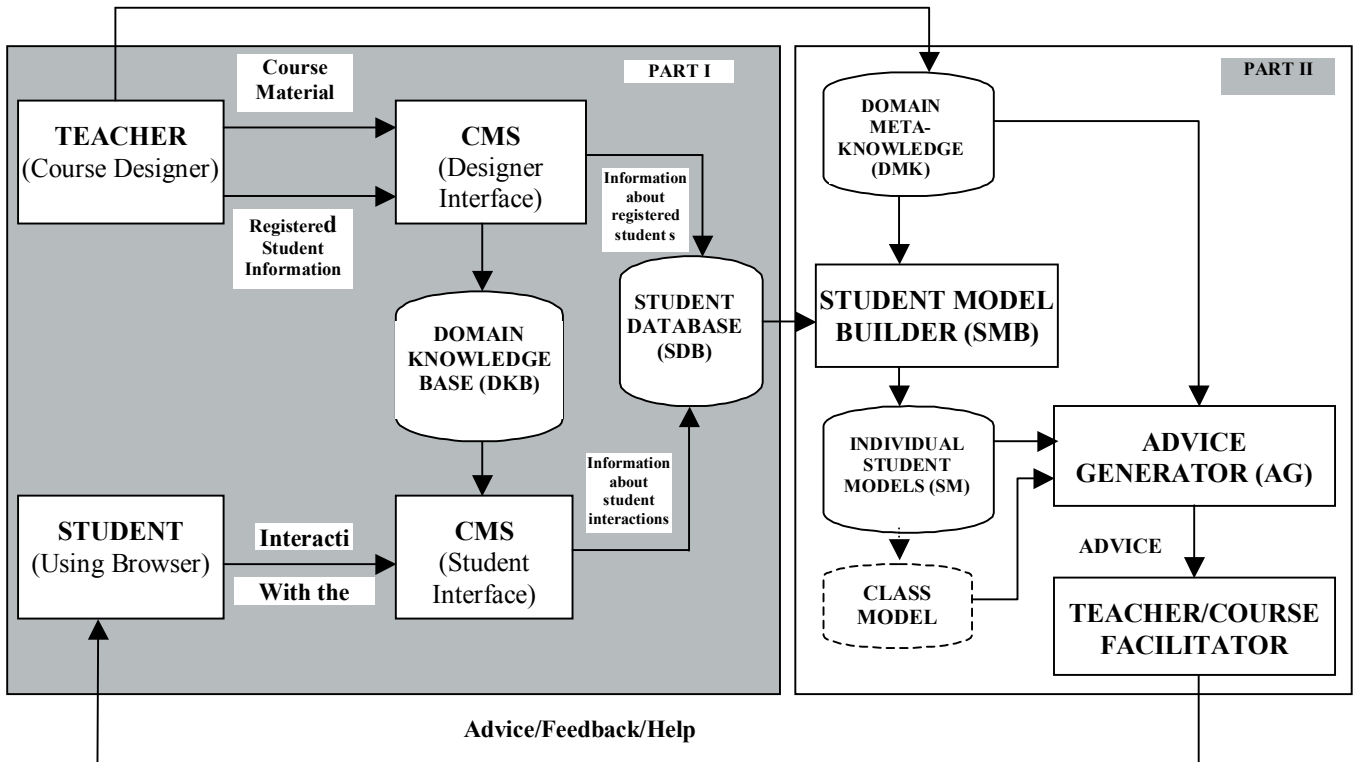 Course
Material
PART I
TEACHER
(Course Designer)
CMS
(Designer
Interface)
Registered
Student
Information
Information
about
registered
student s
DOMAIN
KNOWLEDGE
BASE (DKB)
STUDENT
DATABASE
(SDB)
STUDENT
(Using Browser)
Interacti
With the
CMS
(Student
Interface)
Information
about
student
interactions
PART II
DOMAIN
META-
KNOWLEDGE
(DMK)
STUDENT MODEL
BUILDER (SMB)
INDIVIDUAL
STUDENT
MODELS (SM)
ADVICE
GENERATOR (AG)
CLASS
MODEL
ADVICE
TEACHER/COURSE
FACILITATOR
Advice/Feedback/Help